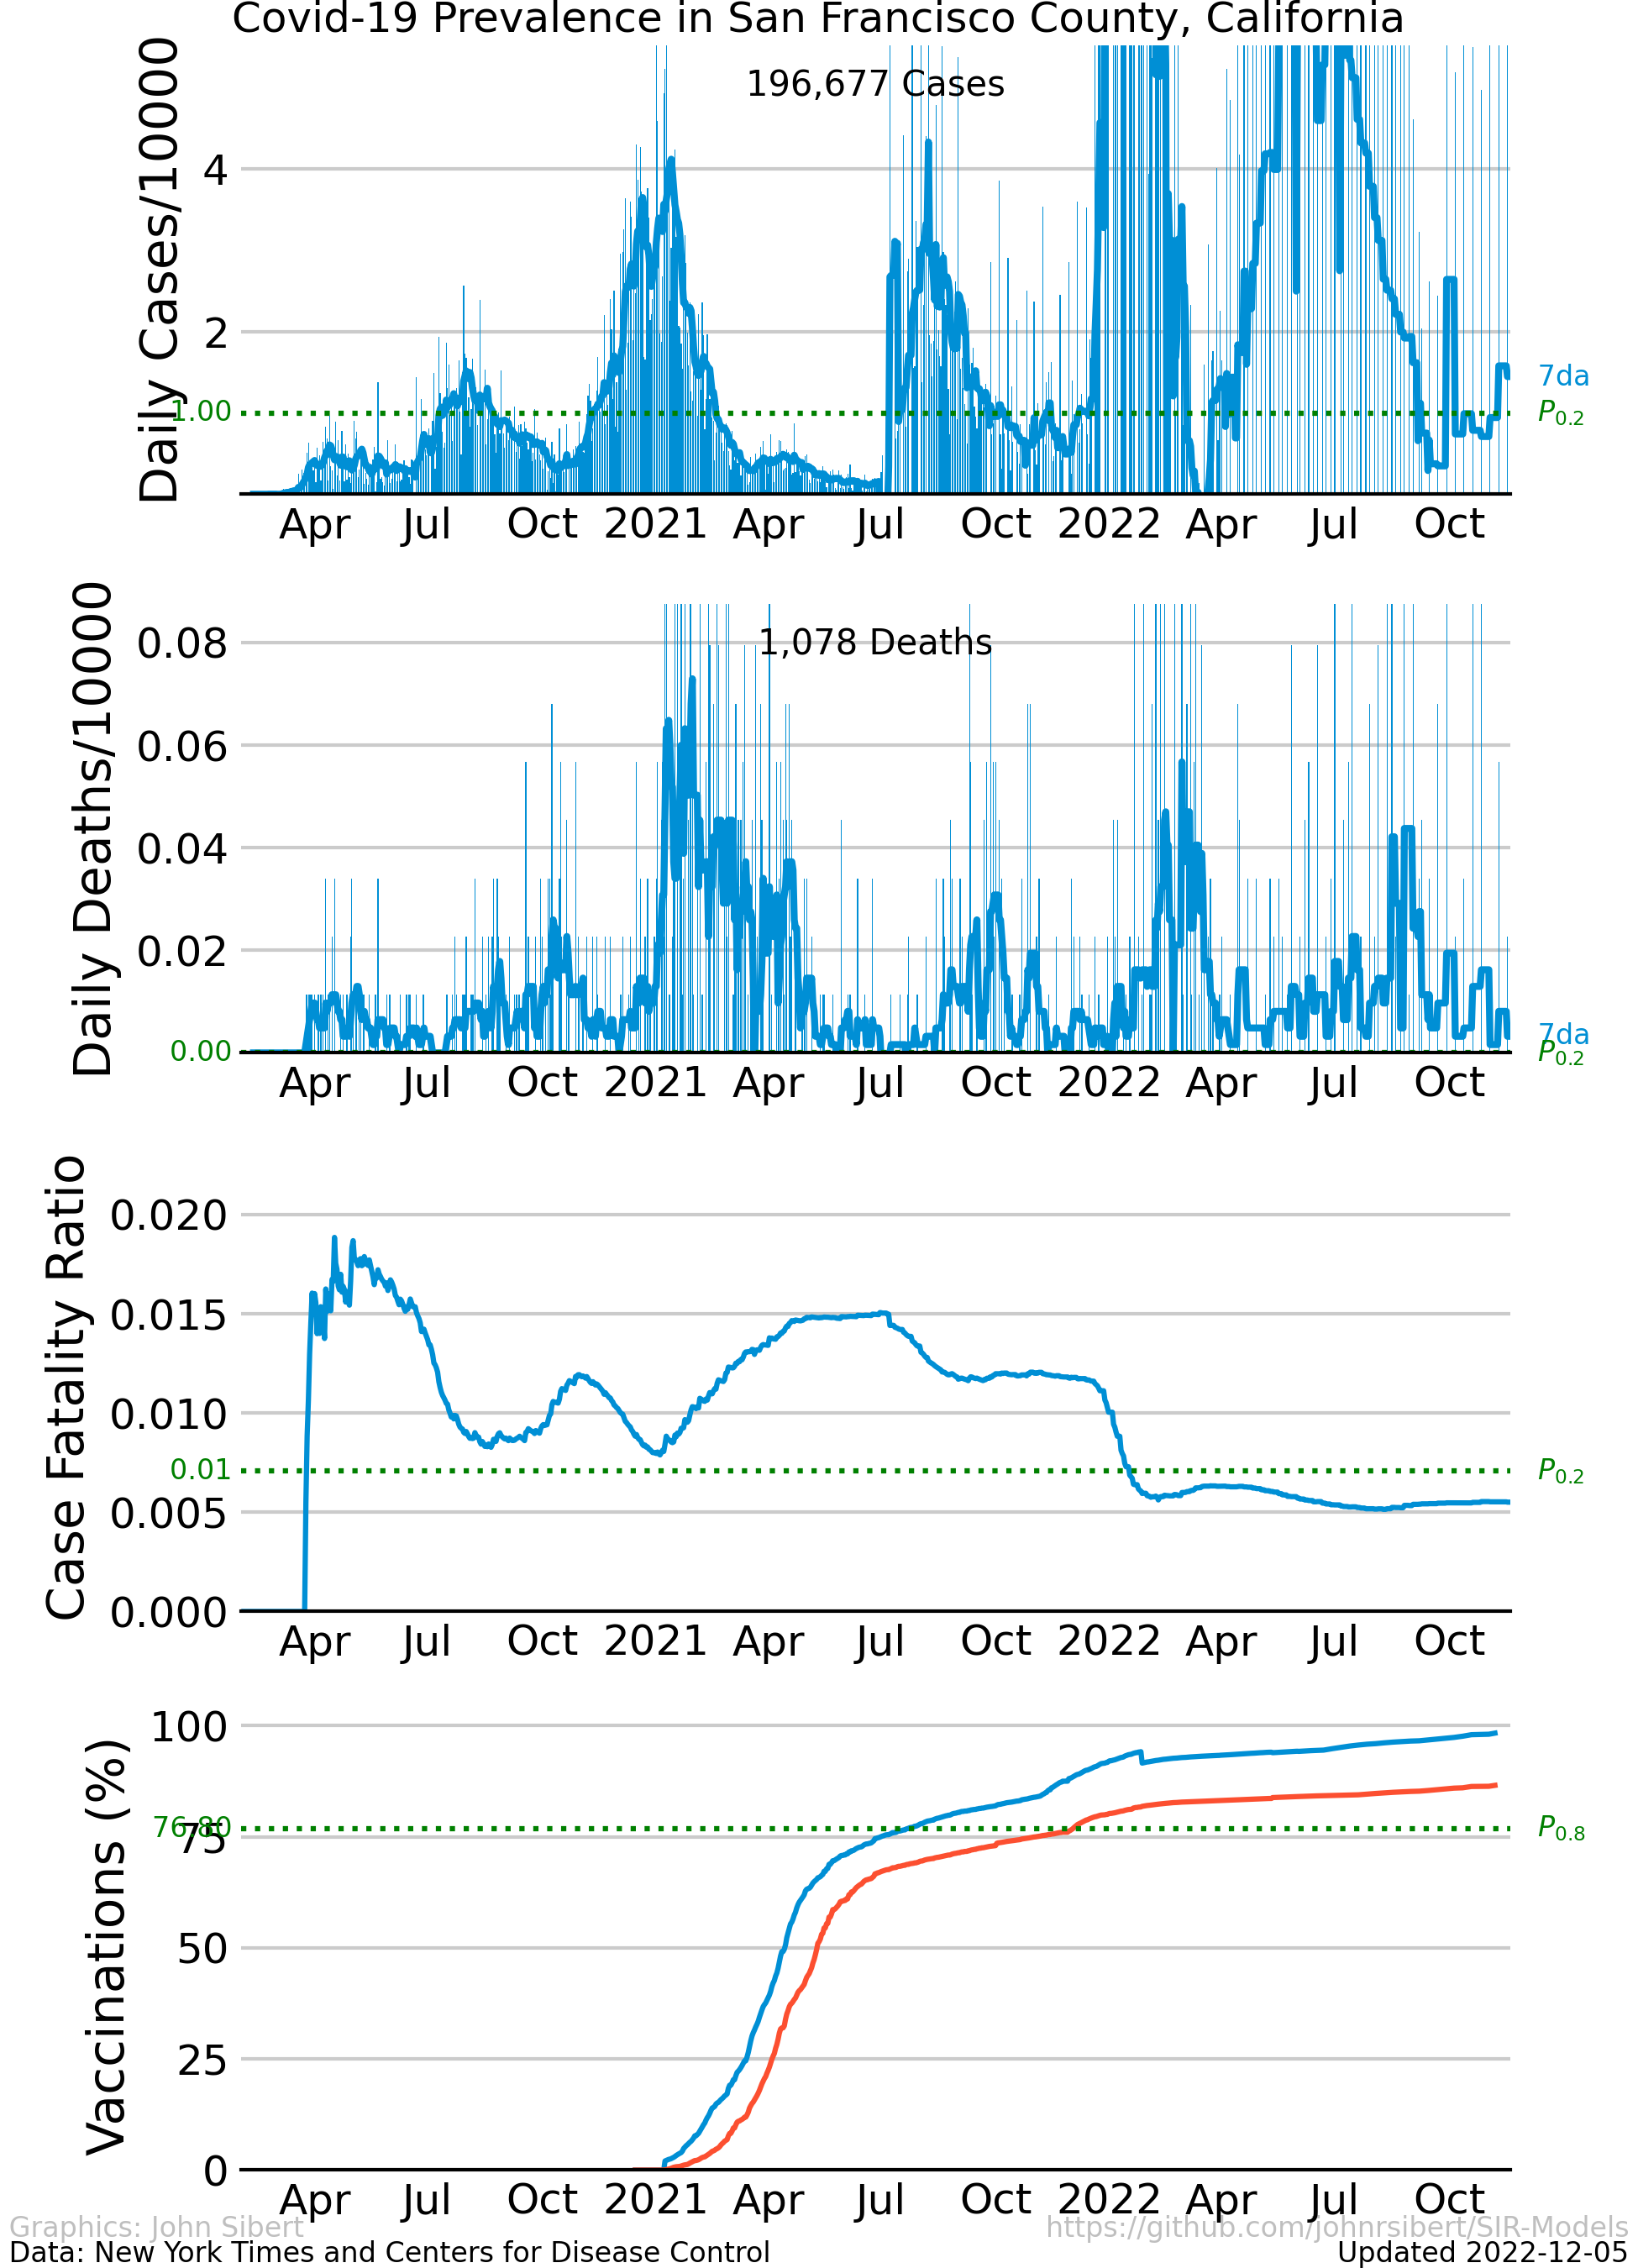 Covid-19 Prevalence in San Francisco County, California
Daily Cases/10000
196,677 Cases
4
2
1.00
7da
P0.2
Apr Jul Oct 2021 Apr Jul Oct 2022 Apr Jul Oct
Daily Deaths/10000
1,078 Deaths
0.08
0.06
0.04
0.02
0.00
7da
P0.2
Apr Jul Oct 2021 Apr Jul Oct 2022 Apr Jul Oct
Case Fatality Ratio
0.020
0.015
0.010
0.01
P0.2
0.005
0.000
Apr Jul Oct 2021 Apr Jul Oct 2022 Apr Jul Oct
Vaccinations (%)
100
76.80
P0.8
75
50
25
0
Apr Jul Oct 2021 Apr Jul Oct 2022 Apr Jul Oct
Graphics: John Sibert
https://github.com/johnrsibert/SIR-Models
Data: New York Times and Centers for Disease Control
Updated 2022-12-05